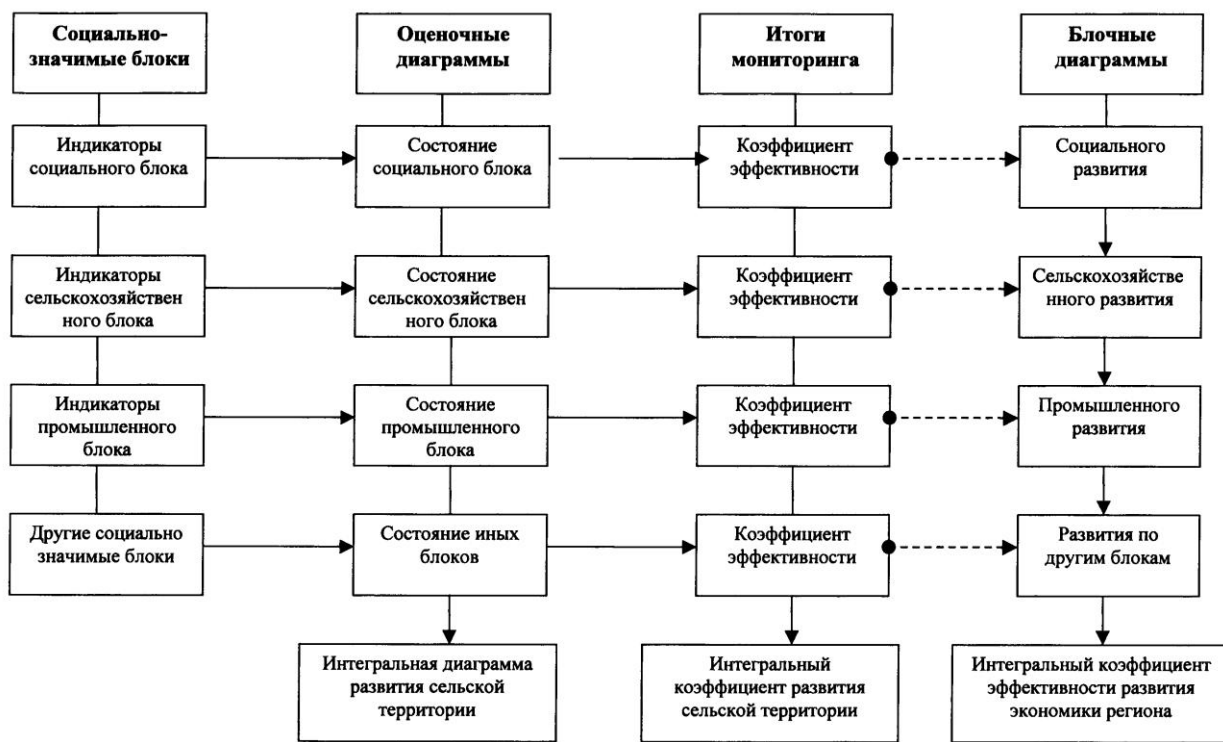 Социально-
значимые блоки
Оценочные
диаграммы
Итоги
мониторинга
Блочные
диаграммы
Индикаторы
социального блока
Состояние
социального блока
Коэффициент
эффективности
Социального
развития
Индикаторы
сельскохозяйствен
ного блока
Состояние
сельскохозяйствен
ного блока
Коэффициент
эффективности
Сельскохозяйстве
нного развития
Индикаторы
промышленного
блока
Состояние
промышленного
блока
Коэффициент
эффективности
Промышленного
развития
Другие социально
значимые блоки
Состояние иных
блоков
Коэффициент
эффективности
Развития по
другим блокам
Интегральная диаграмма
развития сельской
территории
Интегральный
коэффициент развития
сельской территории
Интегральный коэффициент
эффективности развития
экономики региона